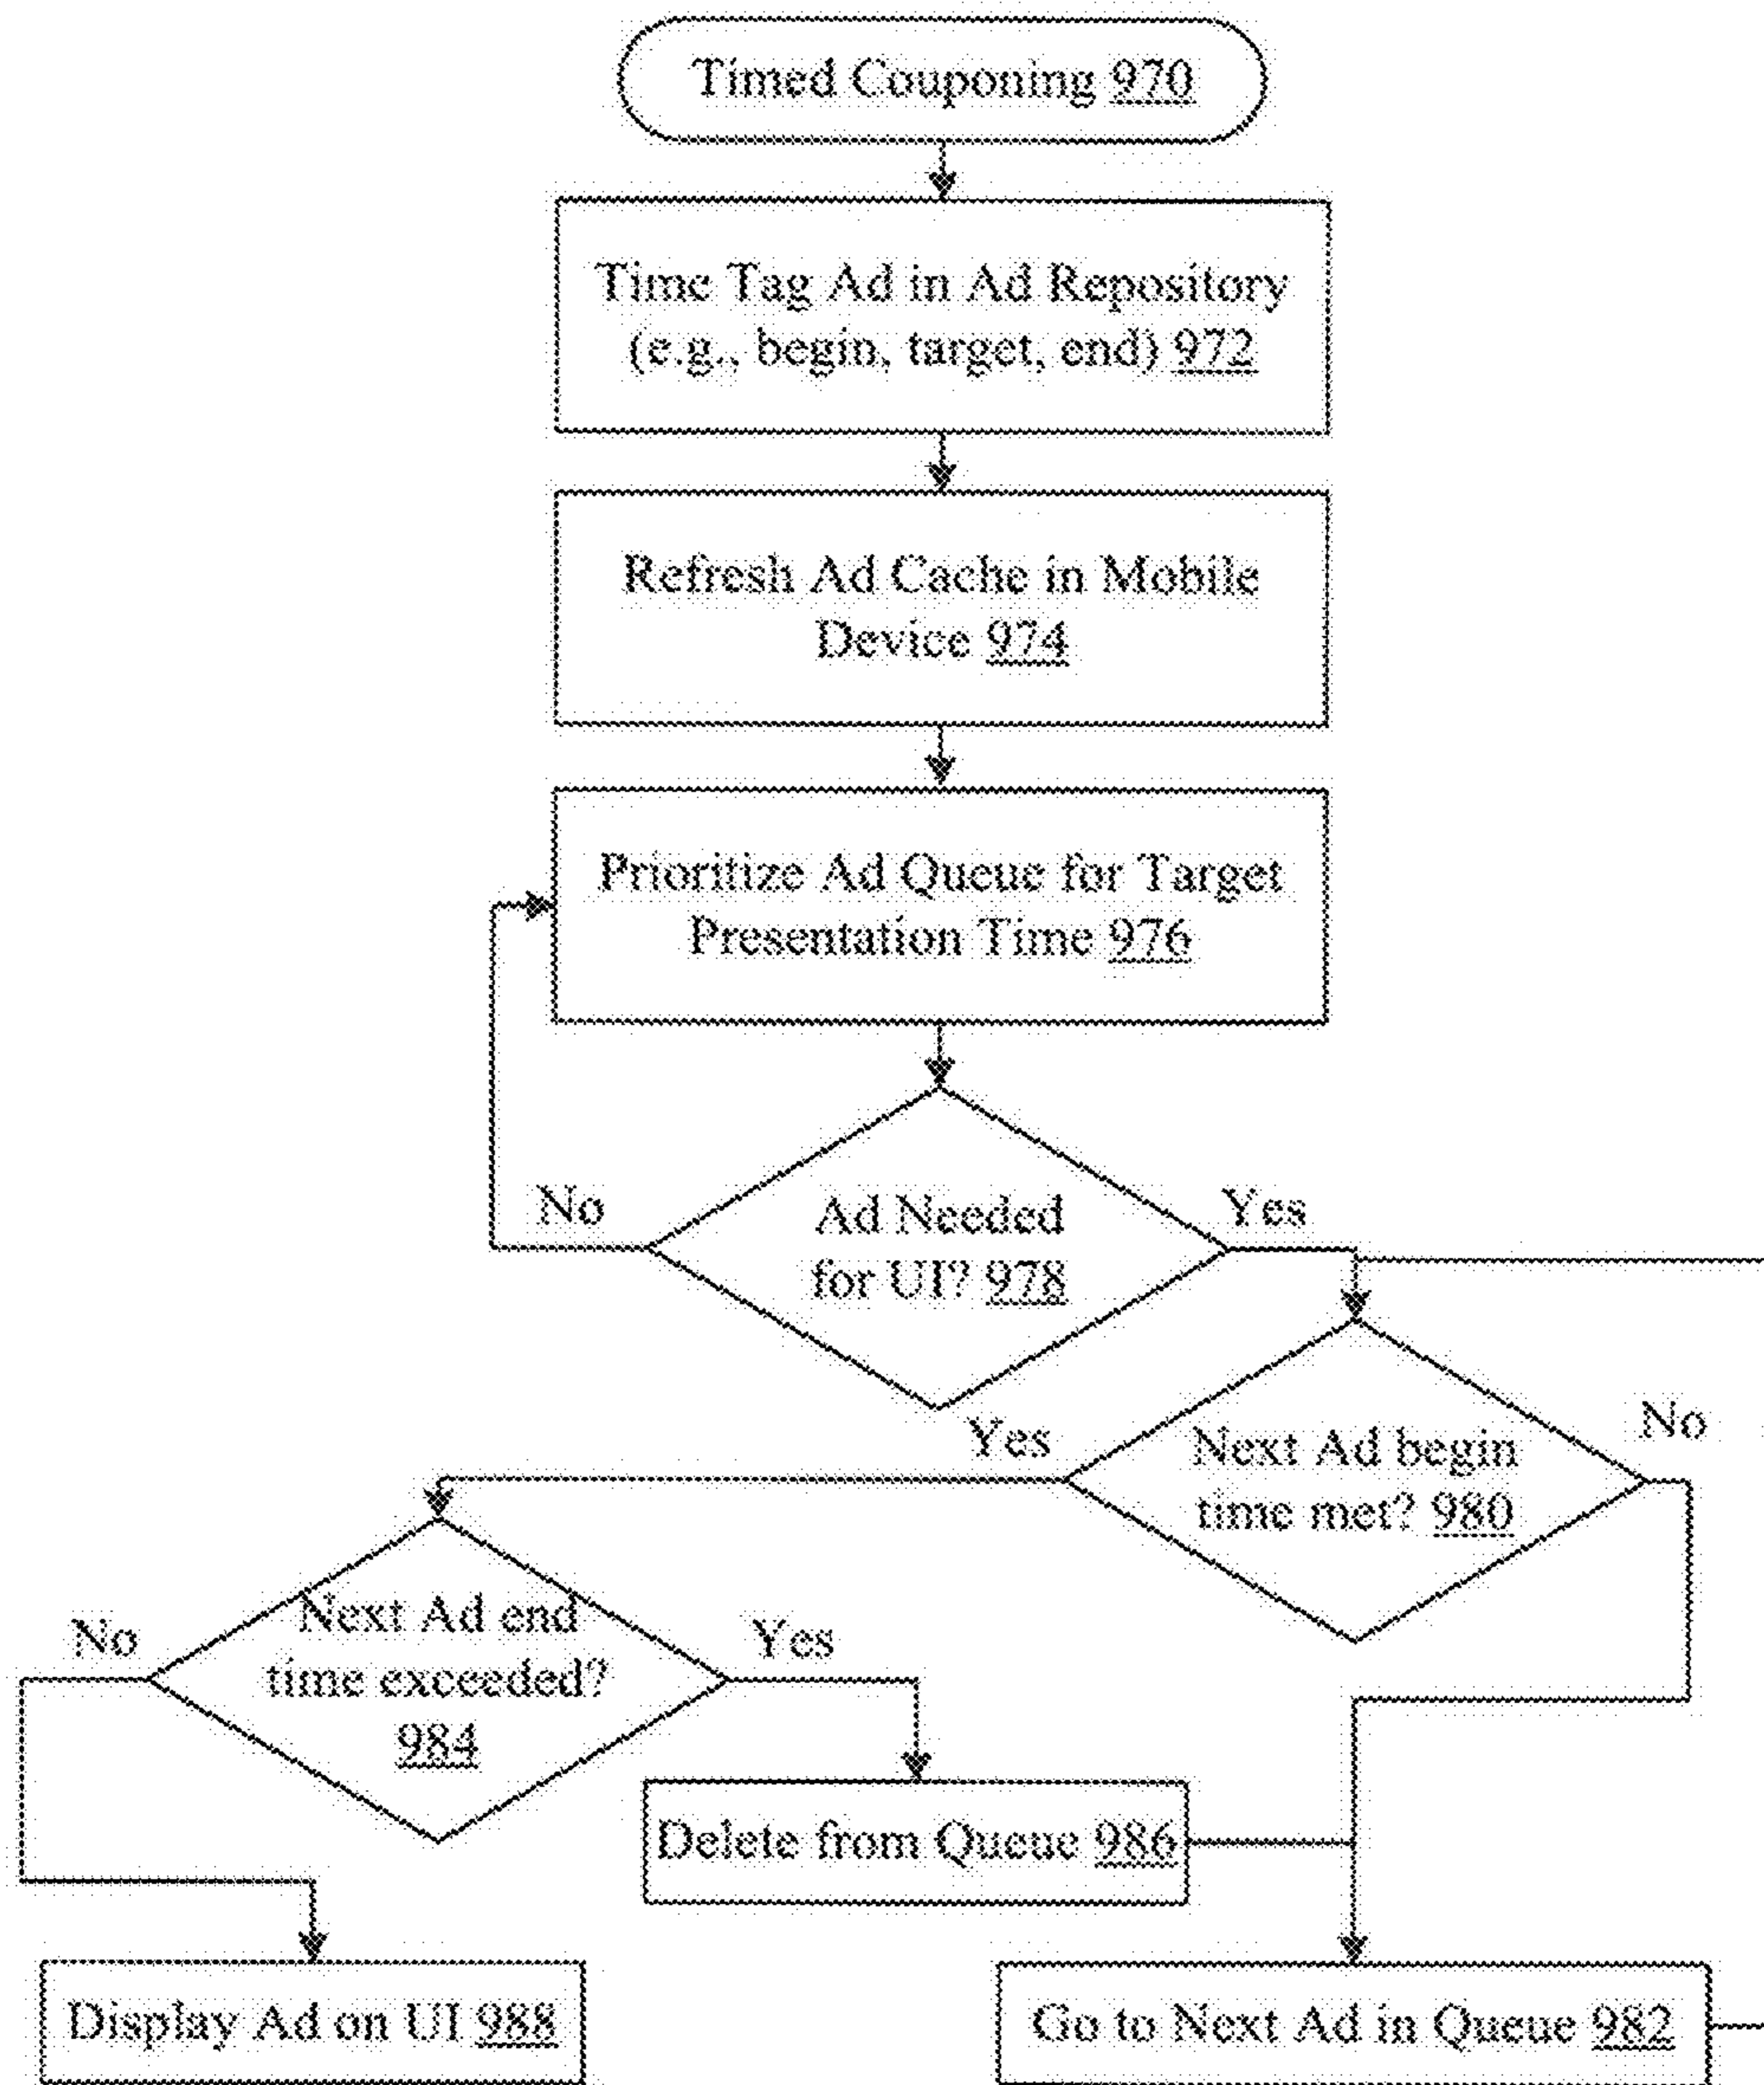 Timed Couponing 970
Time Tag Ad in Ad Repository
(e.g., begin, target, end) 972
Refresh Ad Cache in Mobile
Device 974
Prioritize Ad Queue for Target
Presentation Time 976
No
Ad Needed
for UI? 978
Yes
Yes
Next Ad begin
time met? 980
No
No
Next Ad end
time exceeded?
984
Yes
Delete from Queue 986
Display Ad on UI 988
Go to Next Ad in Queue 982